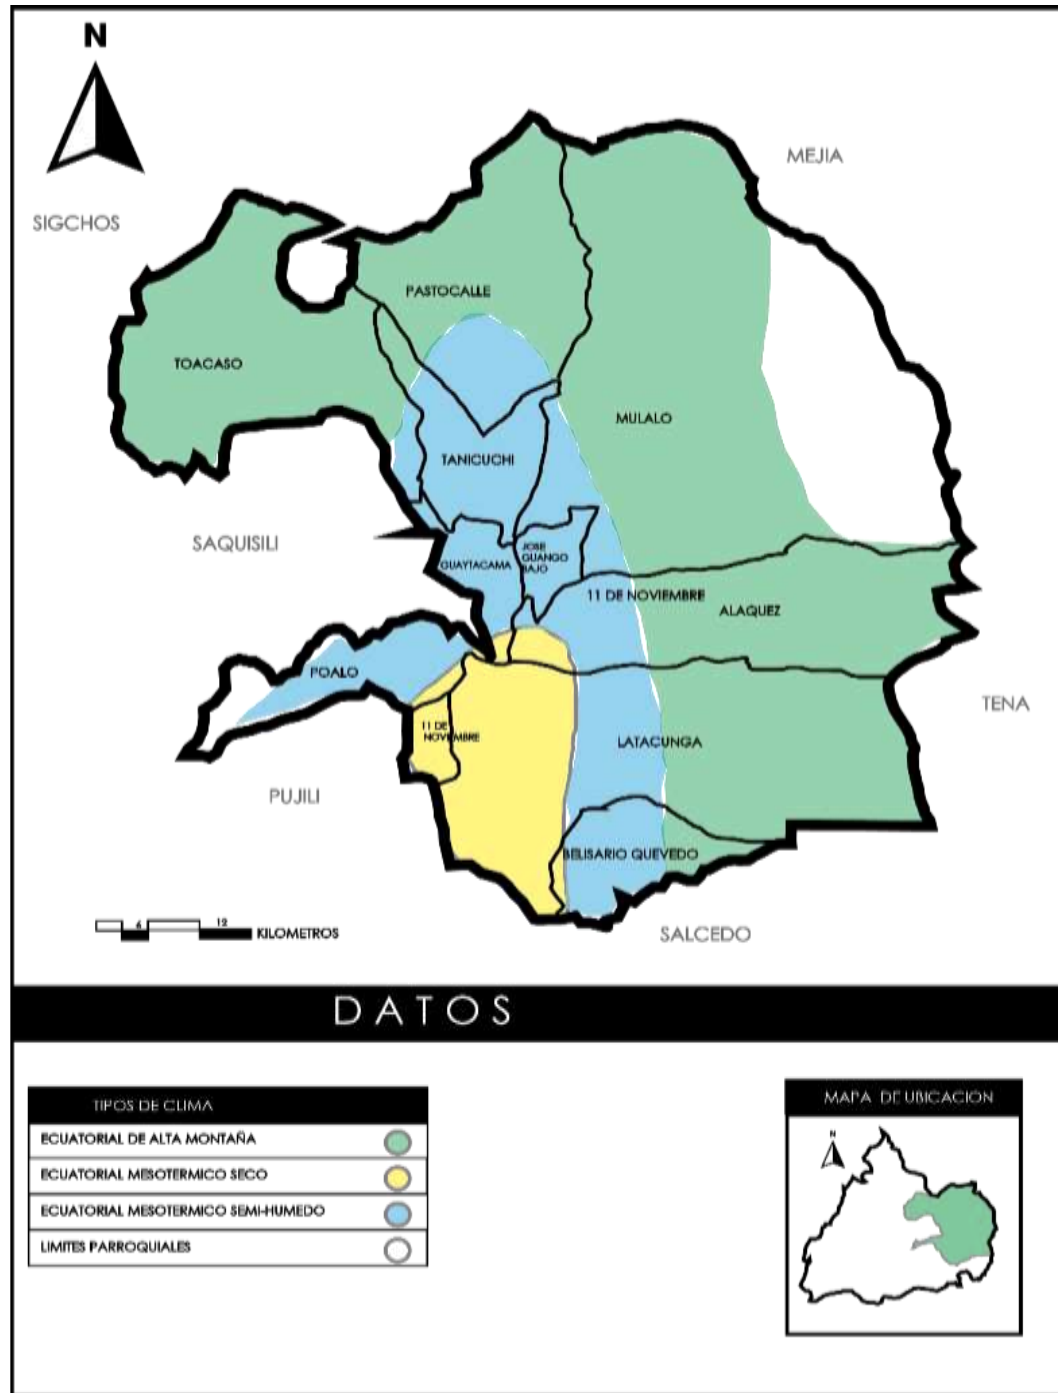 N
MEJIA
SIGCHOS
PASTOCALLE
TOACASO
MULALO
TANICUCHI
SAQUISILI
JOSE
GUANGO
BAJO
GUAYTACAMA
11 DE NOVIEMBRE
ALAQUEZ
POALO
TENA
11 DE
NOVIEMBRE
LATACUNGA
PUJILI
BELISARIO QUEVEDO
6 12
KILOMETROS
SALCEDO
DATOS
TIPOS DE CLIMA
ECUATORIAL DE ALTA MONTAÑA
ECUATORIAL MESOTERMICO SECO
ECUATORIAL MESOTERMICO SEMI-HUMEDO
LIMITES PARROQUIALES
MAPA DE UBICACION
N